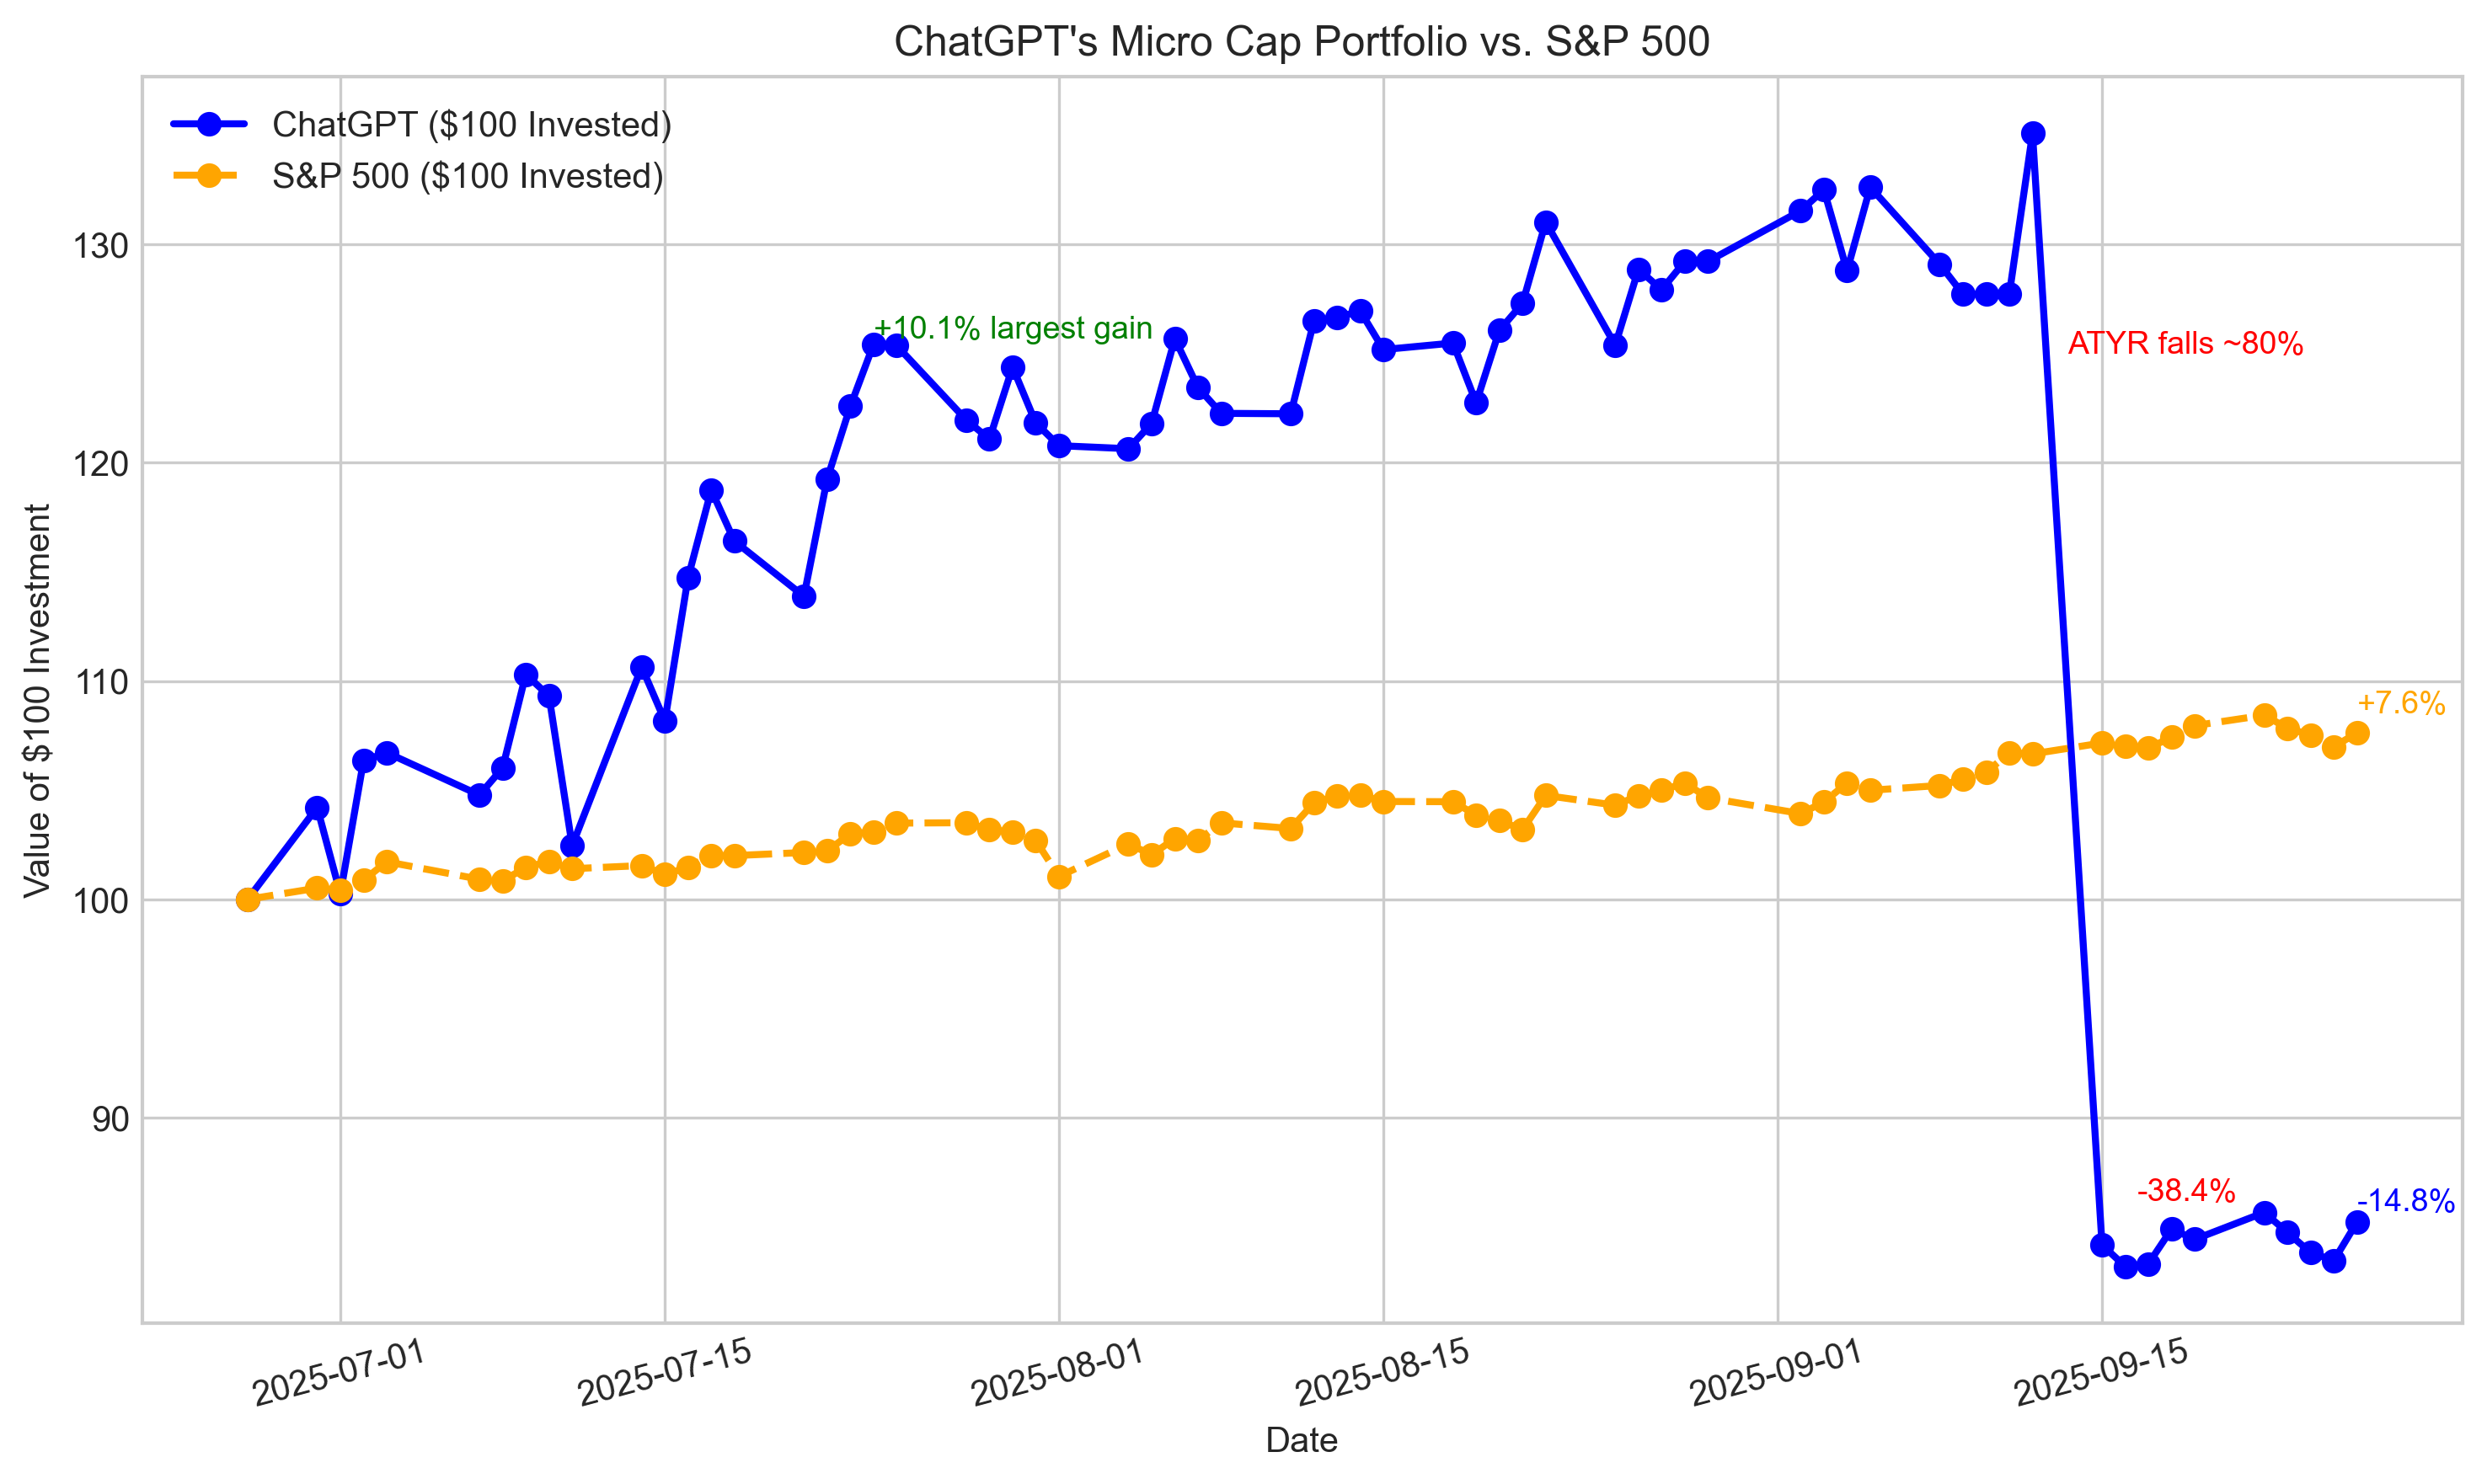 ChatGPT's Micro Cap Portfolio vs. S&P 500
ChatGPT ($100 Invested)
S&P 500 ($100 Invested)
Value of $100 Investment
130
120
110
100
90
+10.1% largest gain
ATYR falls ~80%
+7.6%
-38.4%
-14.8%
2025-07-01
2025-07-15
2025-08-01
2025-08-15
2025-09-01
2025-09-15
Date